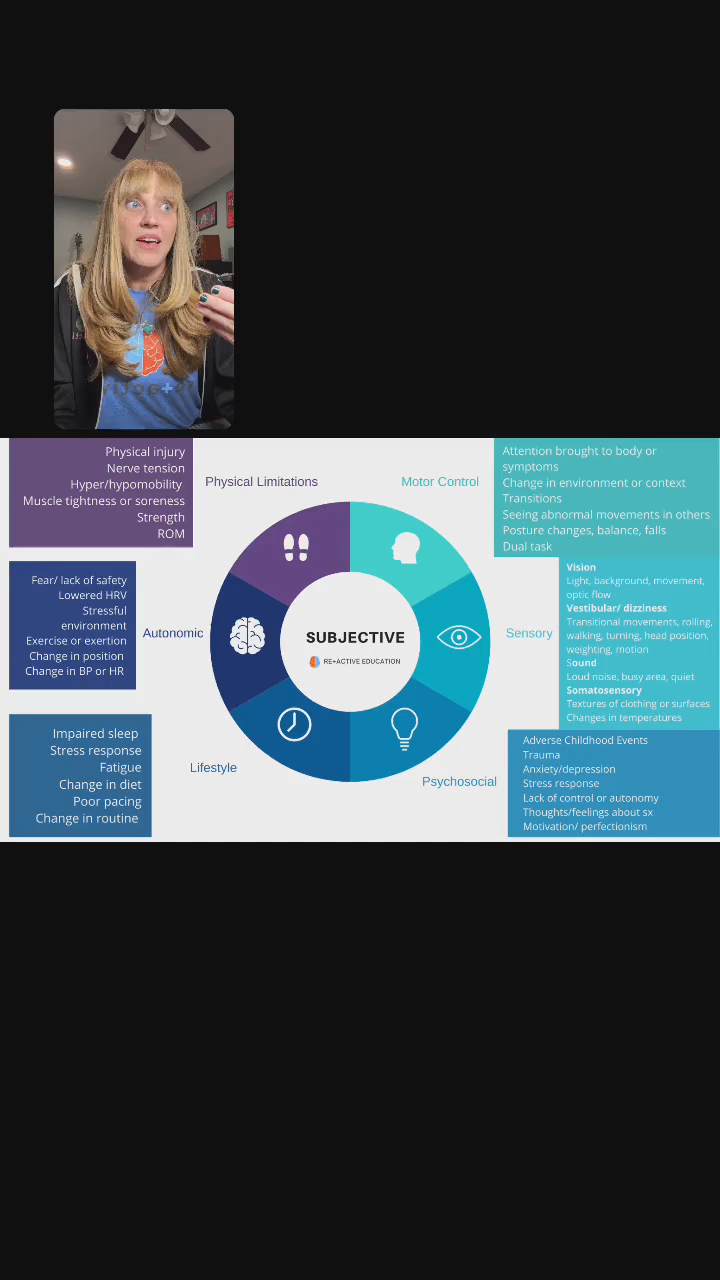 Physical injury
Nerve tension
Hyper/hypomobility
Muscle tightness or soreness
Strength
ROM
Physical Limitations
Motor Control
Attention brought to body or
symptoms
Change in environment or context
Transitions
Seeing abnormal movements in others
Posture changes, balance, falls
Dual task
Fear/ lack of safety
Lowered HRV
Stressful
environment
Exercise or exertion
Change in position
Change in BP or HR
Autonomic
SUBJECTIVE
RE+ACTIVE EDUCATION
Sensory
Vision
Light, background, movement,
optic flow
Vestibular/ dizziness
Transitional movements, rolling,
walking, turning, head position,
weighting, motion
Sound
Loud noise, busy area, quiet
Somatosensory
Textures of clothing or surfaces
Changes in temperatures
Impaired sleep
Stress response
Fatigue
Change in diet
Poor pacing
Change in routine
Lifestyle
Psychosocial
Adverse Childhood Events
Trauma
Anxiety/depression
Stress response
Lack of control or autonomy
Thoughts/feelings about sx
Motivation/ perfectionism